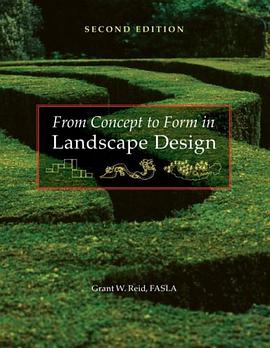 SECOND EDITION
From Concept to Form in
Landscape Design
Grant W. Reid, FASLA